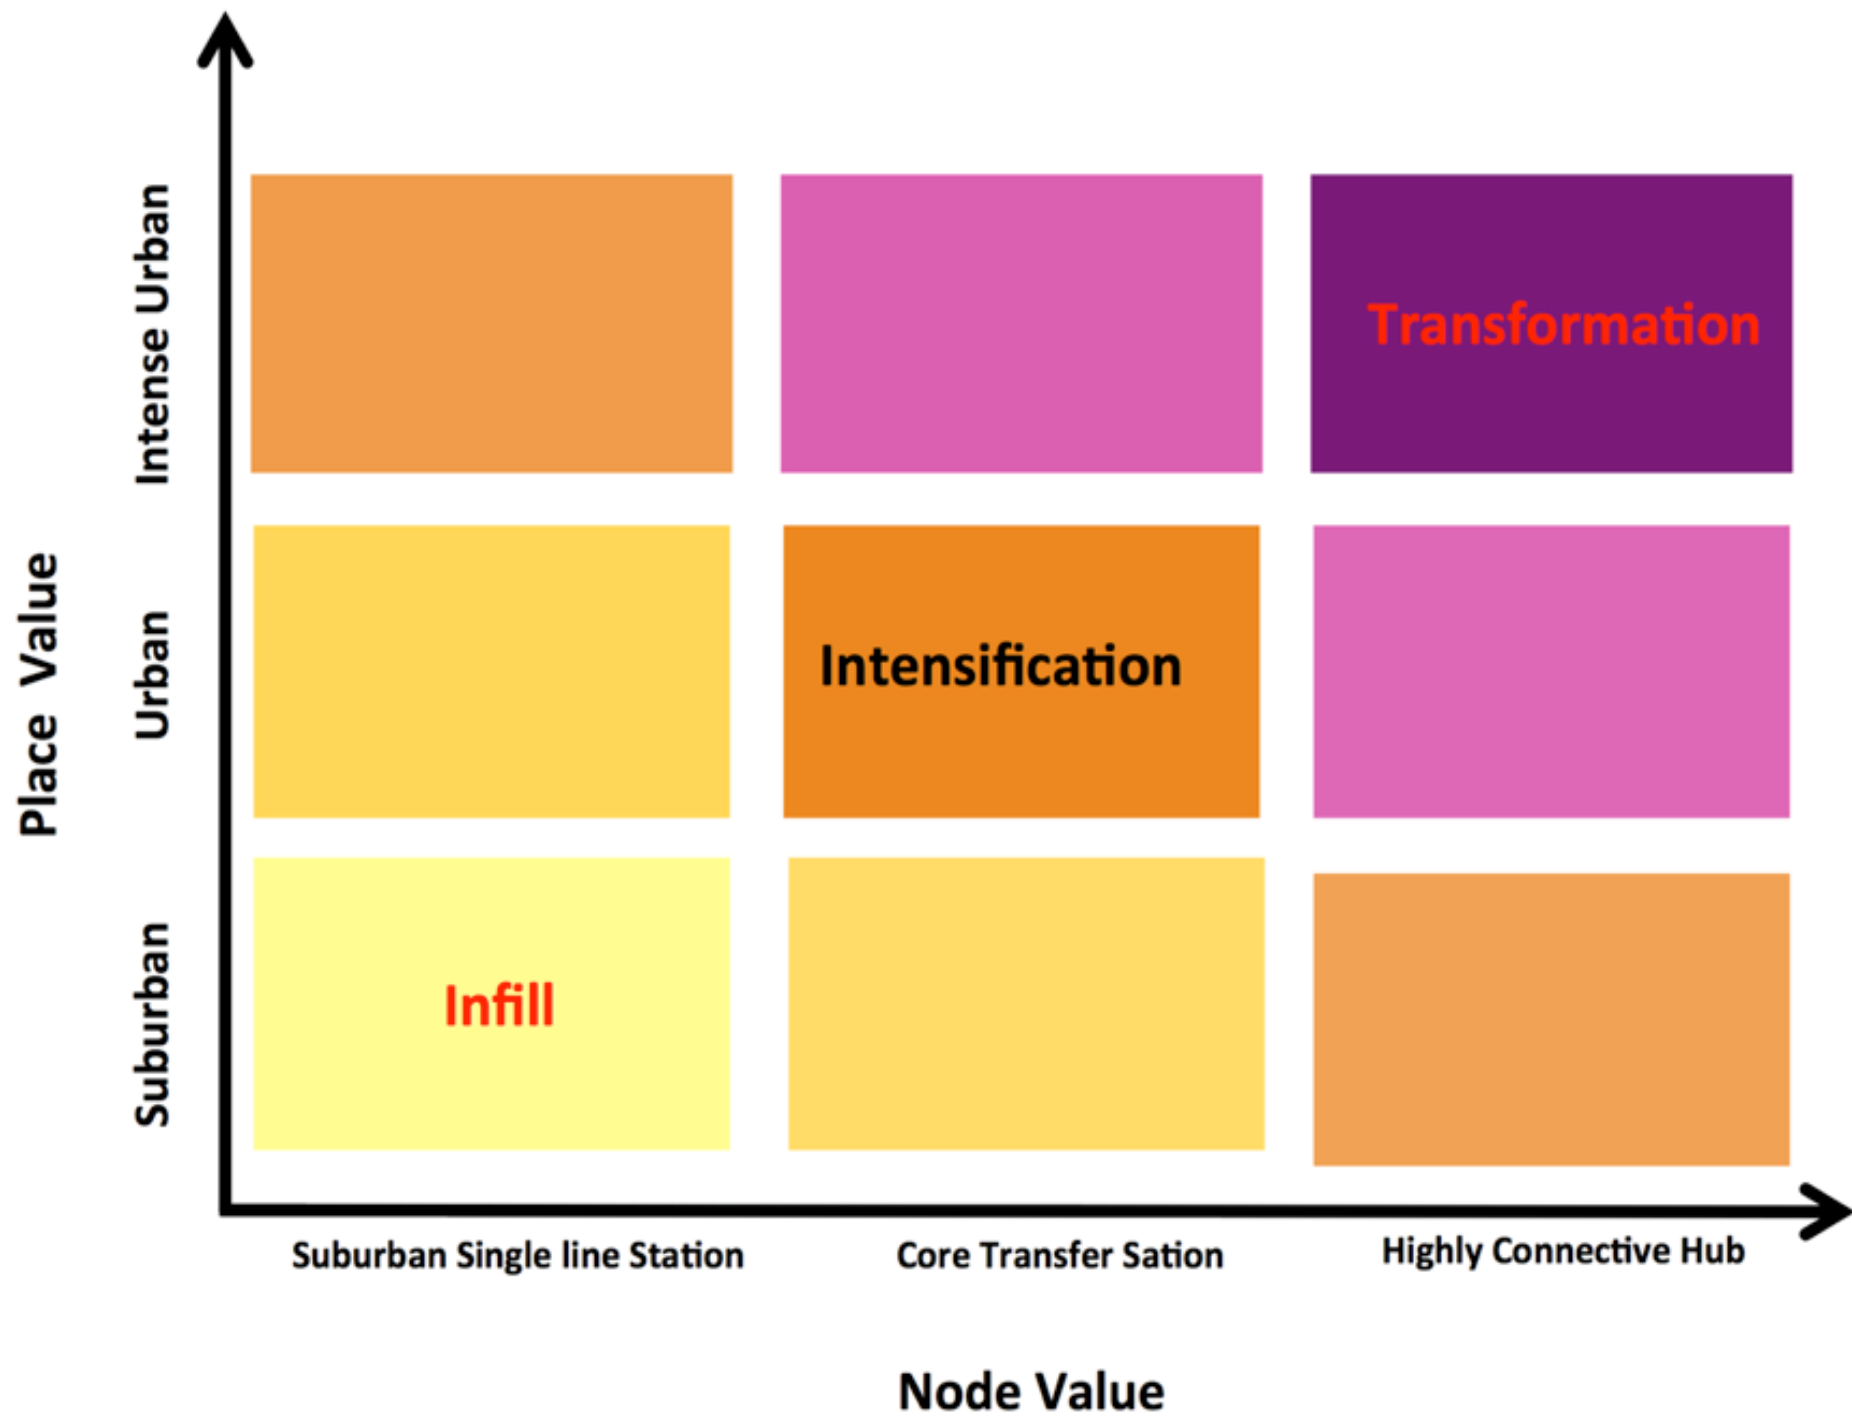 Place Value
Intense Urban
Urban
Suburban
Transformation
Intensification
Infill
Suburban Single line Station
Core Transfer Sation
Highly Connective Hub
Node Value